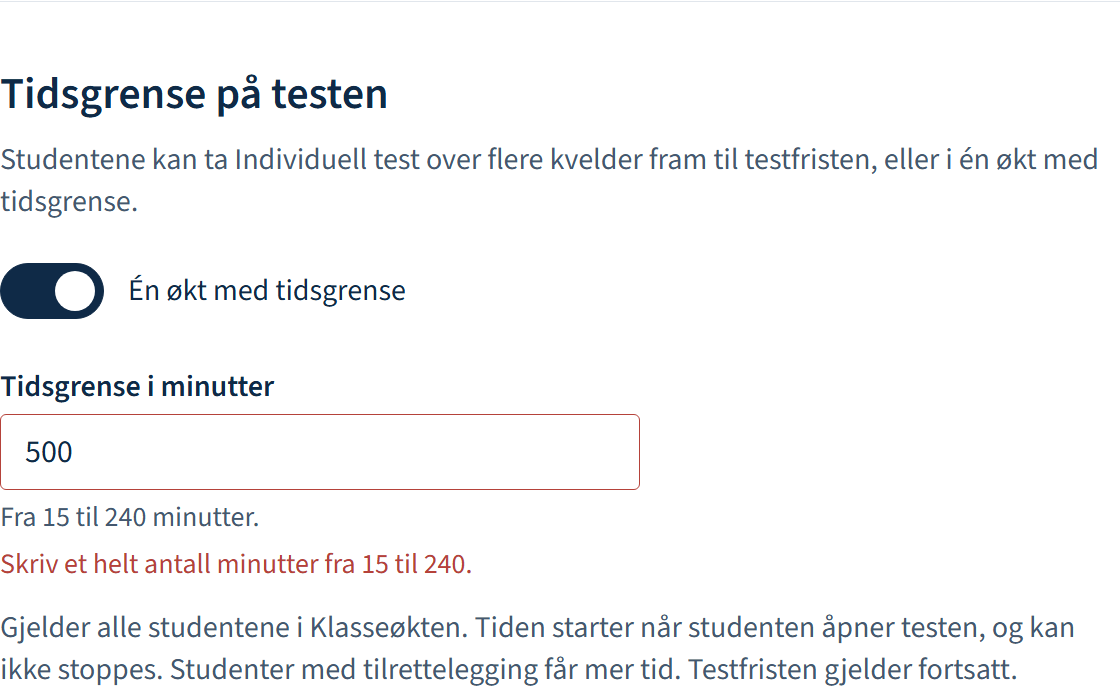 Tidsgrense på testen
Studentene kan ta Individuell test over flere kvelder fram til testfristen, eller i én økt med
tidsgrense.
Én økt med tidsgrense
Tidsgrense i minutter
500
Fra 15 til 240 minutter.
Skriv et helt antall minutter fra 15 til 240.
Gjelder alle studentene i Klasseøkten. Tiden starter når studenten åpner testen, og kan
ikke stoppes. Studenter med tilrettelegging får mer tid. Testfristen gjelder fortsatt.